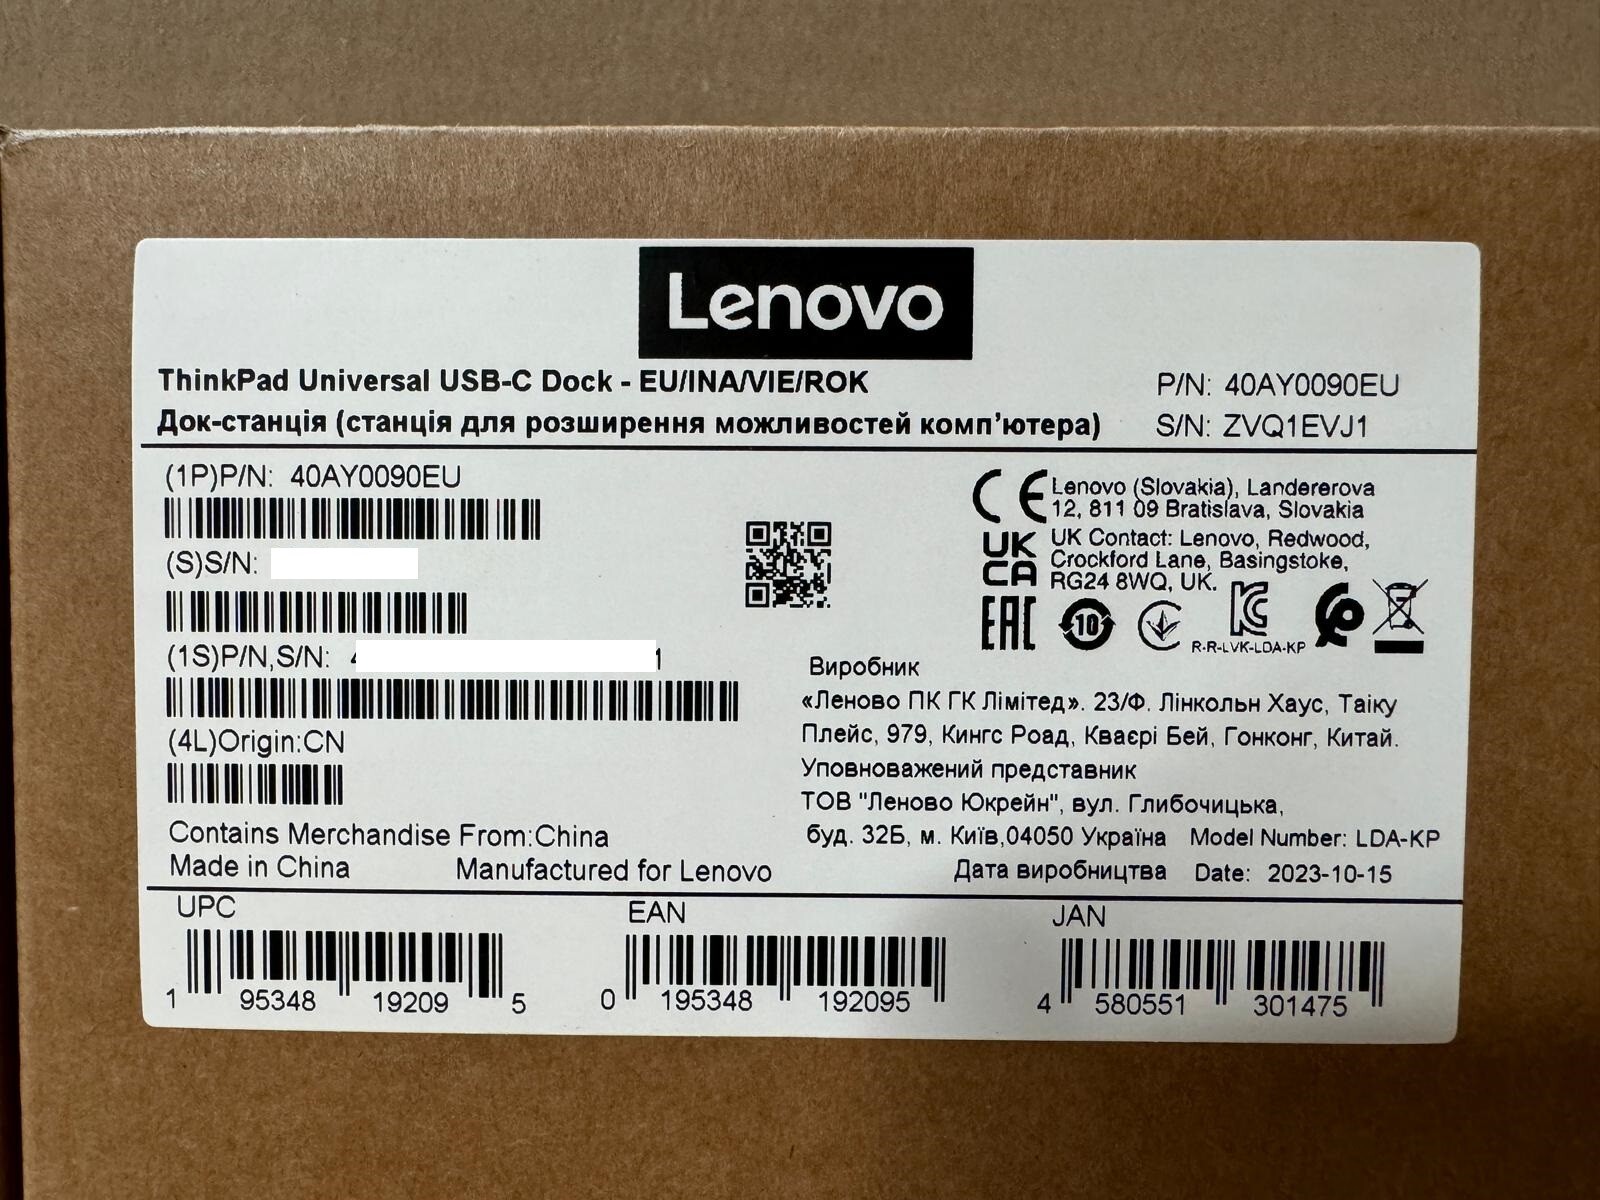 Lenovo
ThinkPad Universal USB-C Dock - EU/INA/VIE/ROK
P/N: 40AY0090EU
Док-станція (станція для розширення можливостей комп'ютера)
S/N: ZVQ1EVJ1
(1P)P/N: 40AY0090EU
(S)S/N:
(1S)P/N,S/N:
(4L)Origin:CN
Contains Merchandise From:China
Made in China
Manufactured for Lenovo
CE
Lenovo (Slovakia), Landererova
12, 811 09 Bratislava, Slovakia
UK
CA
UK Contact: Lenovo, Redwood,
Crockford Lane, Basingstoke,
RG24 8WQ, UK.
EAC
10
R-R-LVK-LDA-KP
Виробник
«Леново ПК ГК Лімітед». 23/Ф. Лінкольн Хаус, Таіку
Плейс, 979, Кингс Роад, Кваєрі Бей, Гонконг, Китай.
Уповноважений представник
ТОВ "Леново Юкрейн", вул. Глибочицька,
буд. 32Б, м. Київ,04050 Україна
Model Number: LDA-KP
Дата виробництва
Date: 2023-10-15
UPC
1 95348 19209 5
EAN
0 195348 192095
JAN
4 580551 301475